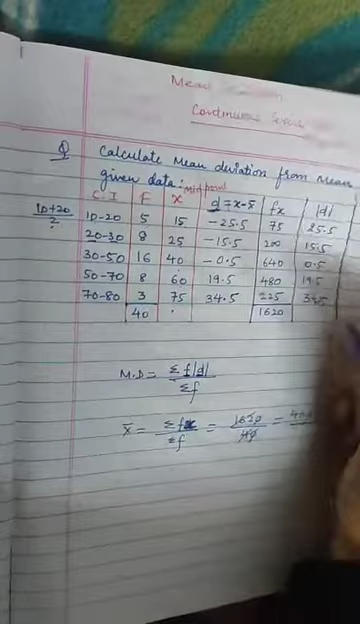 Mean
Continuous Series
Q Calculate Mean deviation from Mean
given data:
C.I F X mid point d = x-5 fx |d|
10+20
2
10-20 5 15 -25.5 75 25.5
20-30 8 25 -15.5 200 15.5
30-50 16 40 -0.5 640 0.5
50-70 8 60 19.5 480 19.5
70-80 3 75 34.5 225 34.5
40 1620
M.D = Σf|d|
Σf
x̄ = Σfx = 1620 =
Σf 40